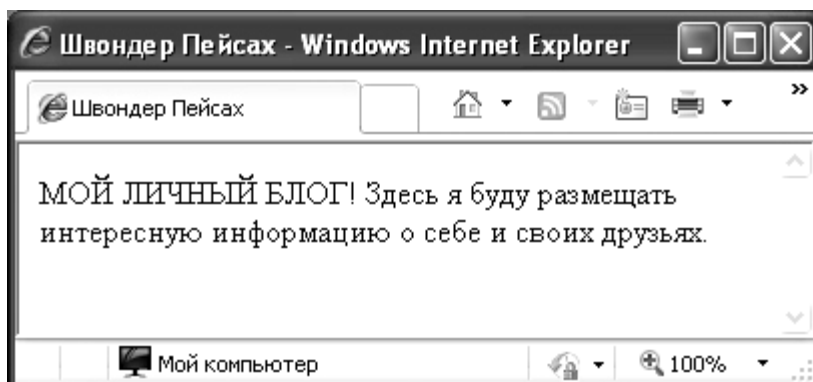 Швондер Пейсах - Windows Internet Explorer
Швондер Пейсах
»
МОЙ ЛИЧНЫЙ БЛОГ! Здесь я буду размещать
интересную информацию о себе и своих друзьях.
Мой компьютер 100%